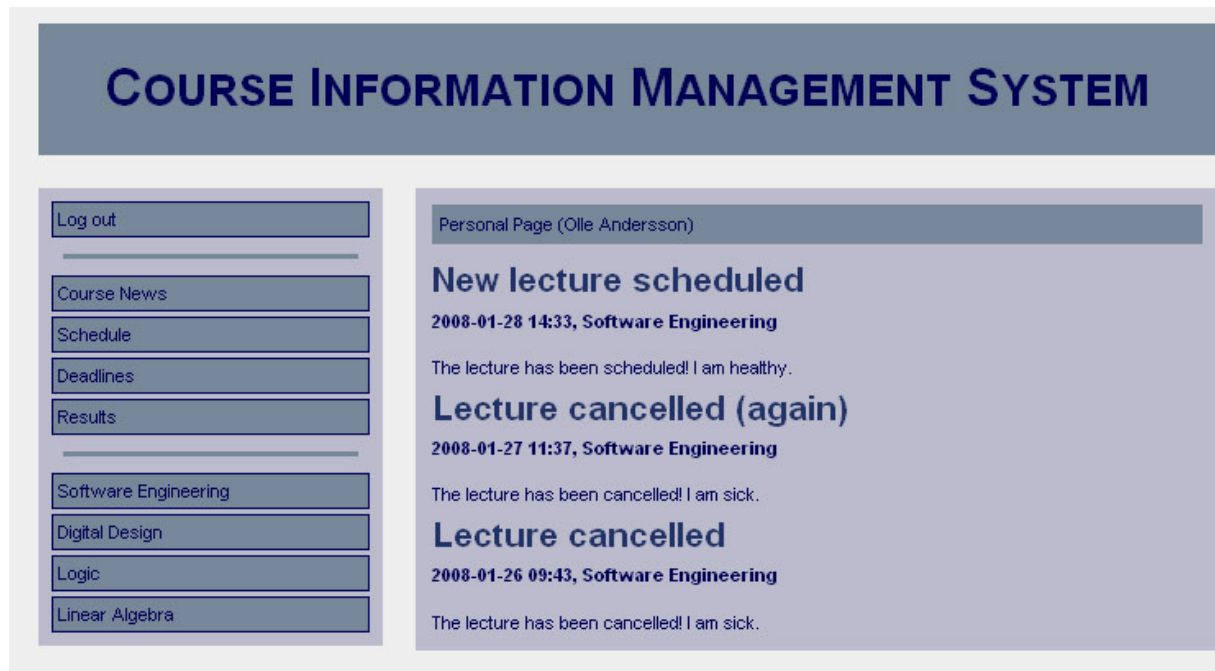 COURSE INFORMATION MANAGEMENT SYSTEM
Log out
Course News
Schedule
Deadlines
Results
Software Engineering
Digital Design
Logic
Linear Algebra
Personal Page (Olle Andersson)
New lecture scheduled
2008-01-28 14:33, Software Engineering
The lecture has been scheduled! I am healthy.
Lecture cancelled (again)
2008-01-27 11:37, Software Engineering
The lecture has been cancelled! I am sick.
Lecture cancelled
2008-01-26 09:43, Software Engineering
The lecture has been cancelled! I am sick.